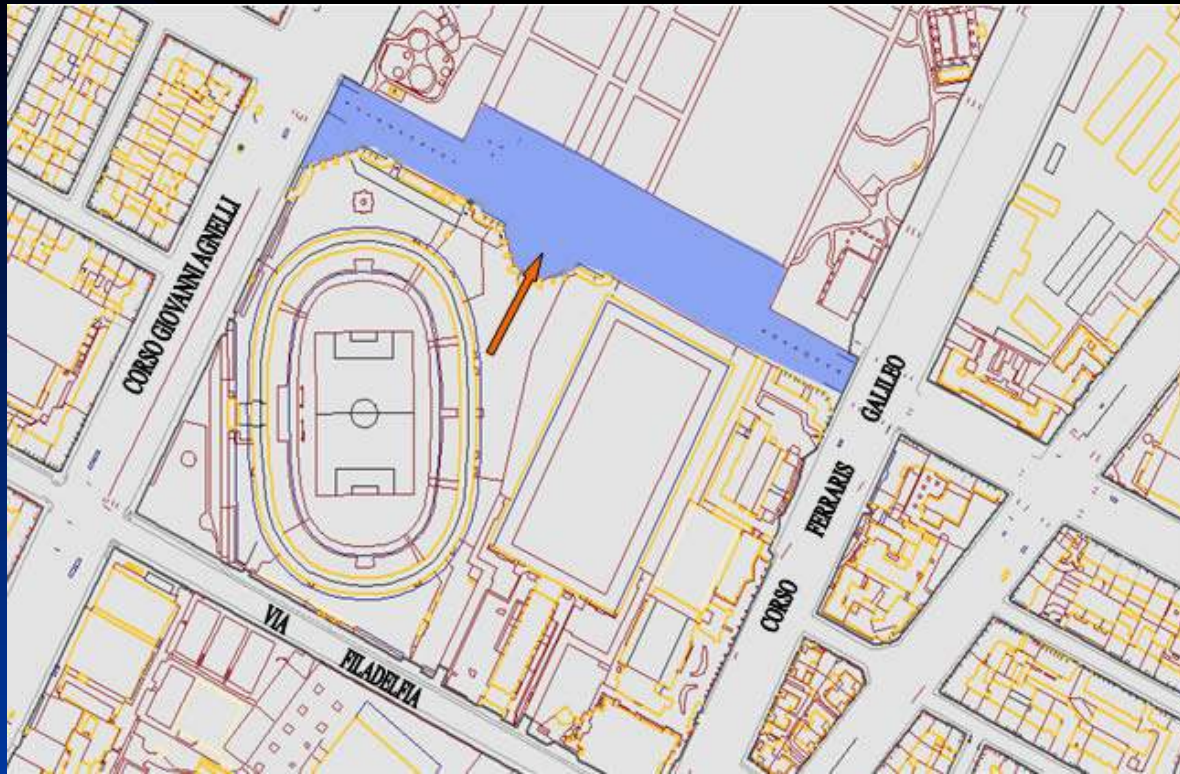 CORSO GIOVANNI AGNELLI
GALILEO
FERRARIS
CORSO
VIA
FILADELFIA